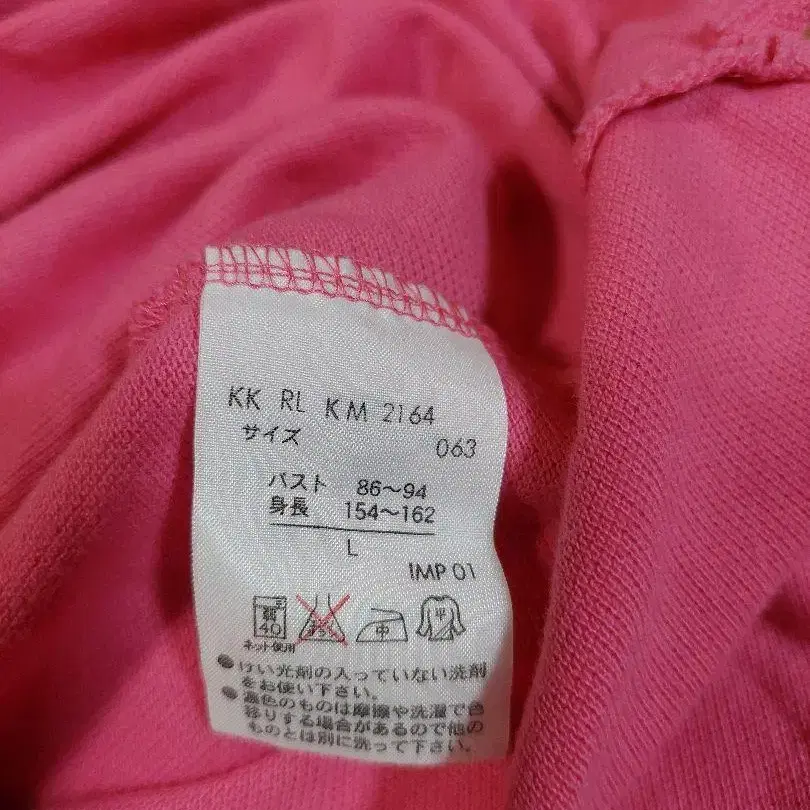 KK RL KM 2164
サイズ 063
バスト 86～94
身長 154～162
L
IMP 01
弱 40 中 平
ネット使用
●けい光剤の入っていない洗剤
をお使い下さい。
●濃色のものは摩擦や洗濯で色
移りする場合があるので他の
ものとは別に洗って下さい。